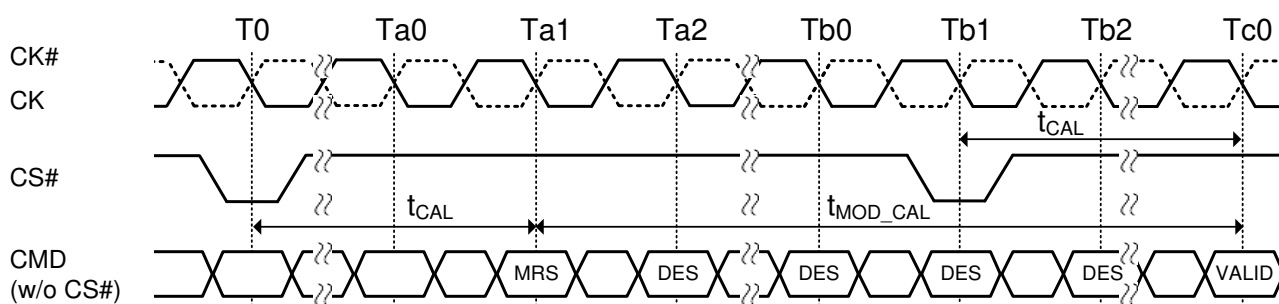 T0 Ta0 Ta1 Ta2 Tb0 Tb1 Tb2 Tc0
CK#
CK
tCAL
CS#
tCAL tMOD_CAL
CMD MRS DES DES DES DES VALID
(w/o CS#)